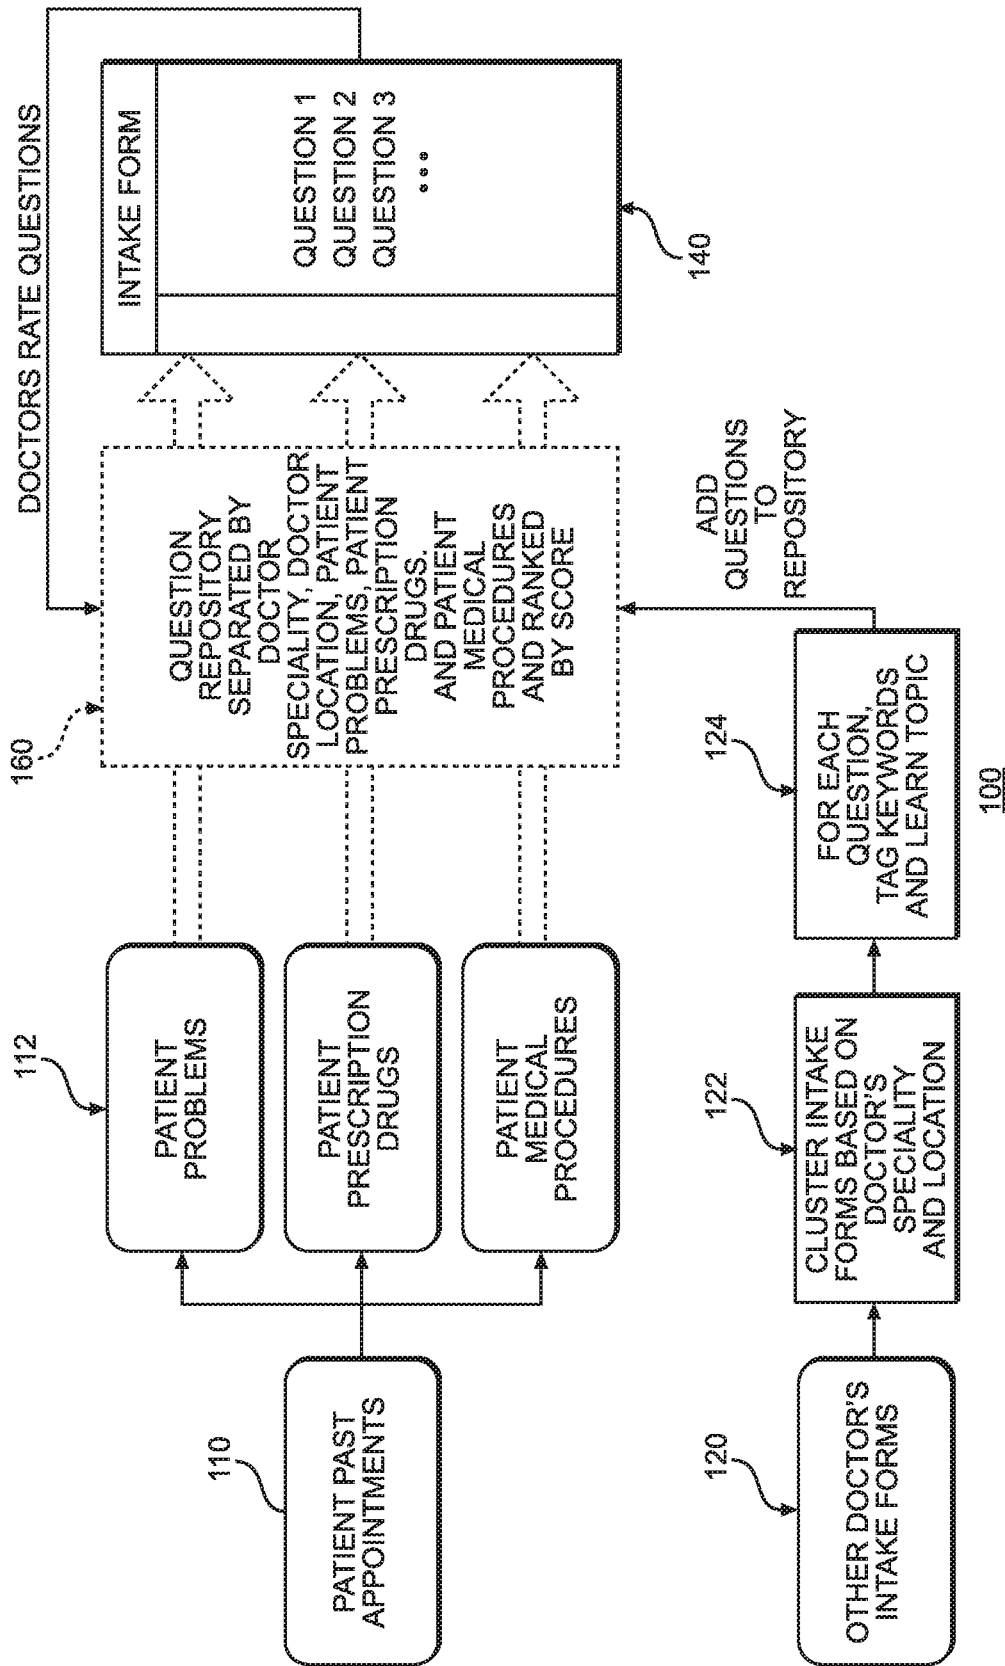 DOCTORS RATE QUESTIONS
110
PATIENT PAST
APPOINTMENTS
112
PATIENT
PROBLEMS
PATIENT
PRESCRIPTION
DRUGS
PATIENT
MEDICAL
PROCEDURES
160
QUESTION
REPOSITORY
SEPARATED BY
DOCTOR
SPECIALITY, DOCTOR
LOCATION, PATIENT
PROBLEMS, PATIENT
PRESCRIPTION
DRUGS.
AND PATIENT
MEDICAL
PROCEDURES
AND RANKED
BY SCORE
INTAKE FORM
QUESTION 1
QUESTION 2
QUESTION 3
•••
140
120
OTHER DOCTOR'S
INTAKE FORMS
122
CLUSTER INTAKE
FORMS BASED ON
DOCTOR'S
SPECIALITY
AND LOCATION
124
FOR EACH
QUESTION,
TAG KEYWORDS
AND LEARN TOPIC
ADD
QUESTIONS
TO
REPOSITORY
100